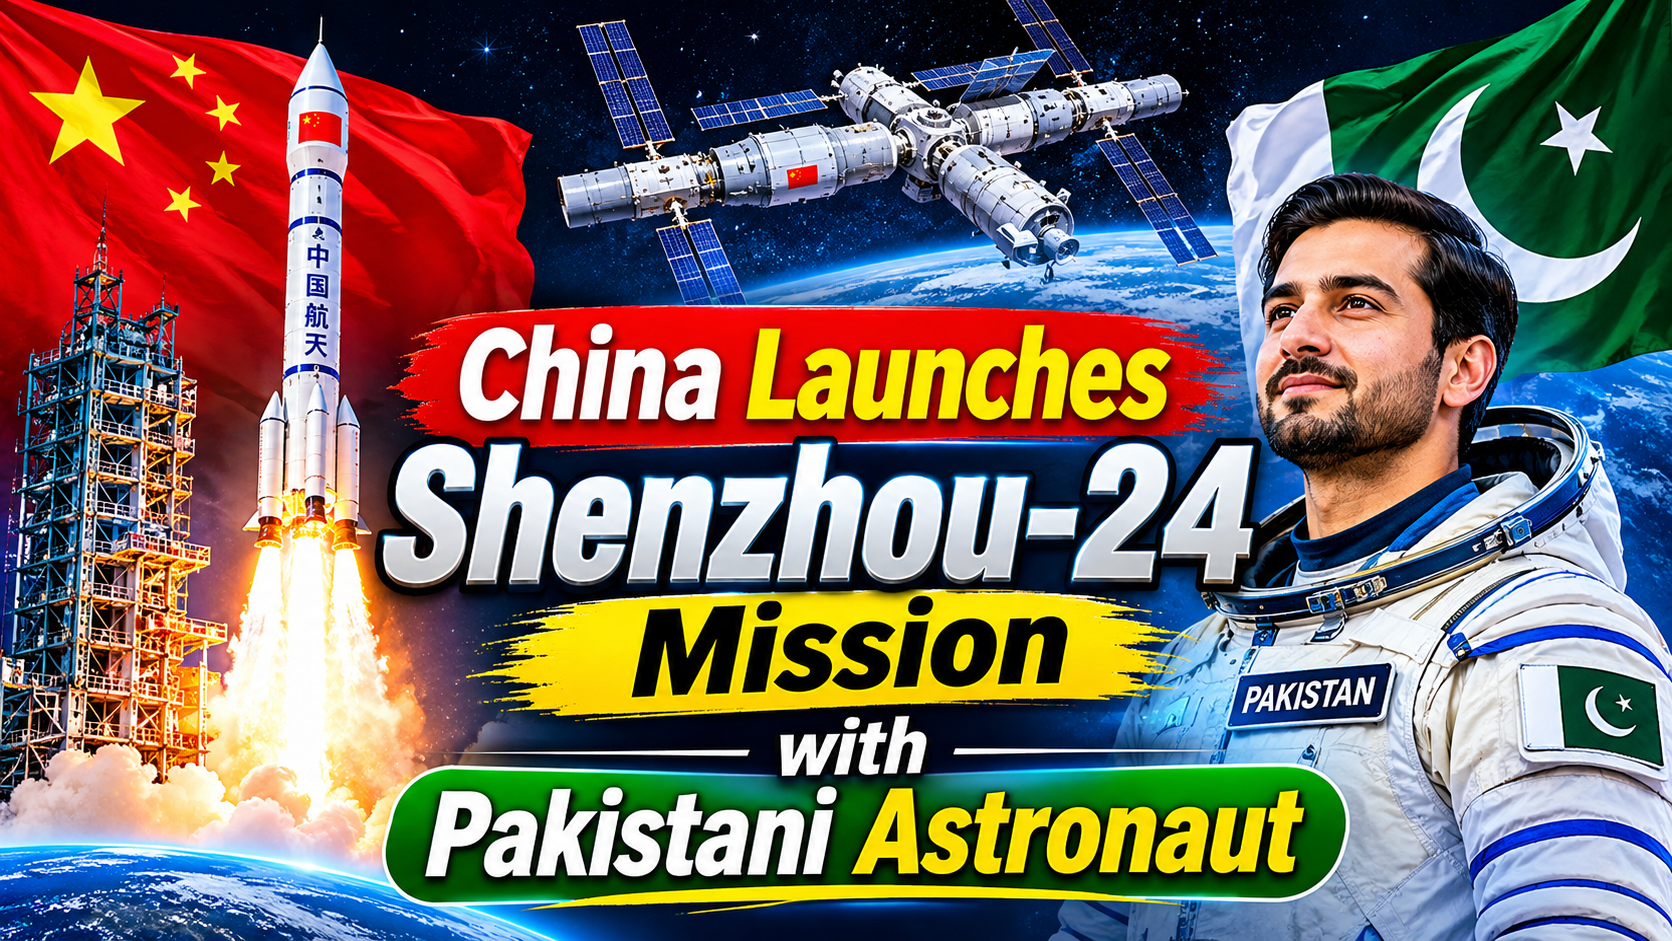 中国航天
China Launches
Shenzhou-24
Mission
with
Pakistani Astronaut
PAKISTAN